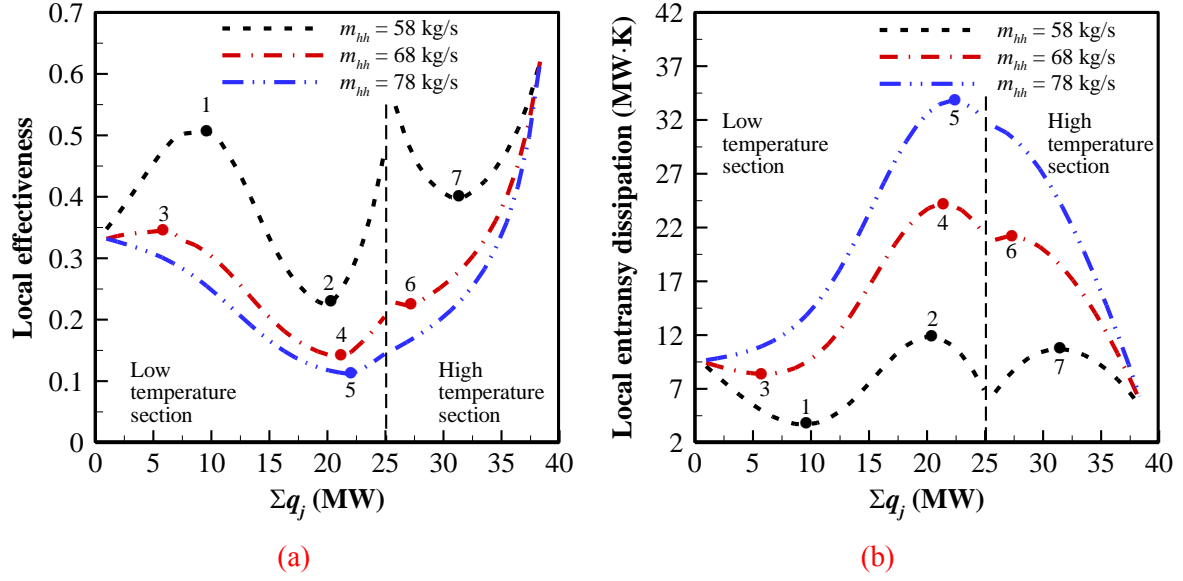 0.7
0.6
0.5
0.4
0.3
0.2
0.1
0
Local effectiveness
m_hh = 58 kg/s
m_hh = 68 kg/s
m_hh = 78 kg/s
1
2
3
4
5
6
7
Low
temperature
section
High
temperature
section
0 5 10 15 20 25 30 35 40
Σq_j (MW)
(a)
42
37
32
27
22
17
12
7
2
Local entransy dissipation (MW·K)
m_hh = 58 kg/s
m_hh = 68 kg/s
m_hh = 78 kg/s
Low
temperature
section
High
temperature
section
5
4
6
2
7
3
1
0 5 10 15 20 25 30 35 40
Σq_j (MW)
(b)